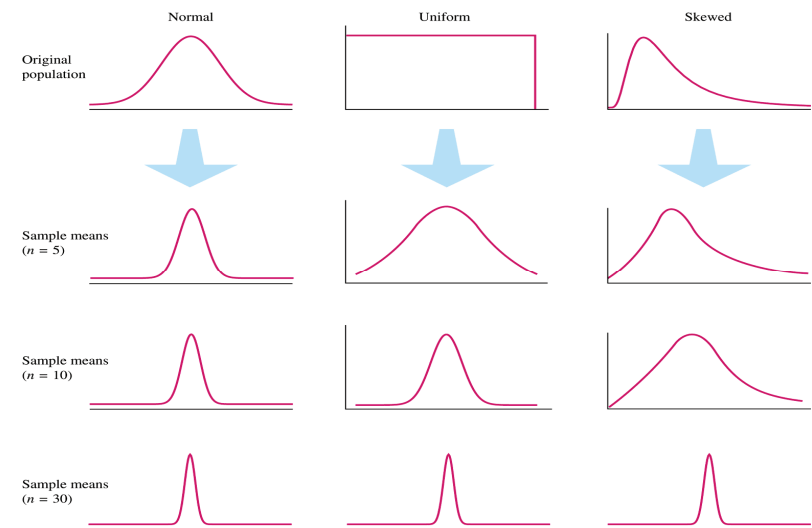 Normal
Uniform
Skewed
Original
population
Sample means
(n = 5)
Sample means
(n = 10)
Sample means
(n = 30)